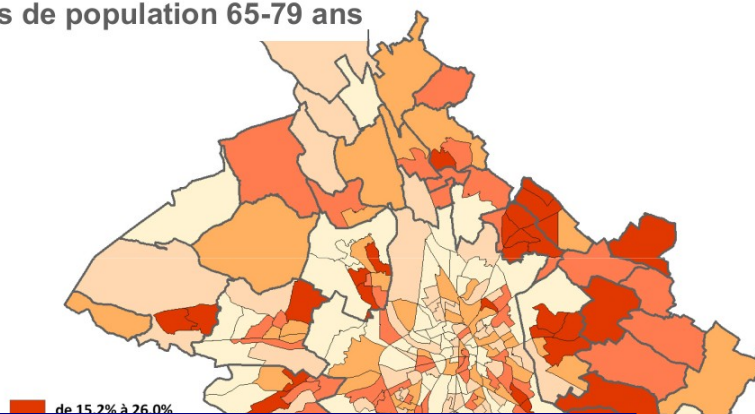 s de population 65-79 ans
de 15.2% à 26.0%